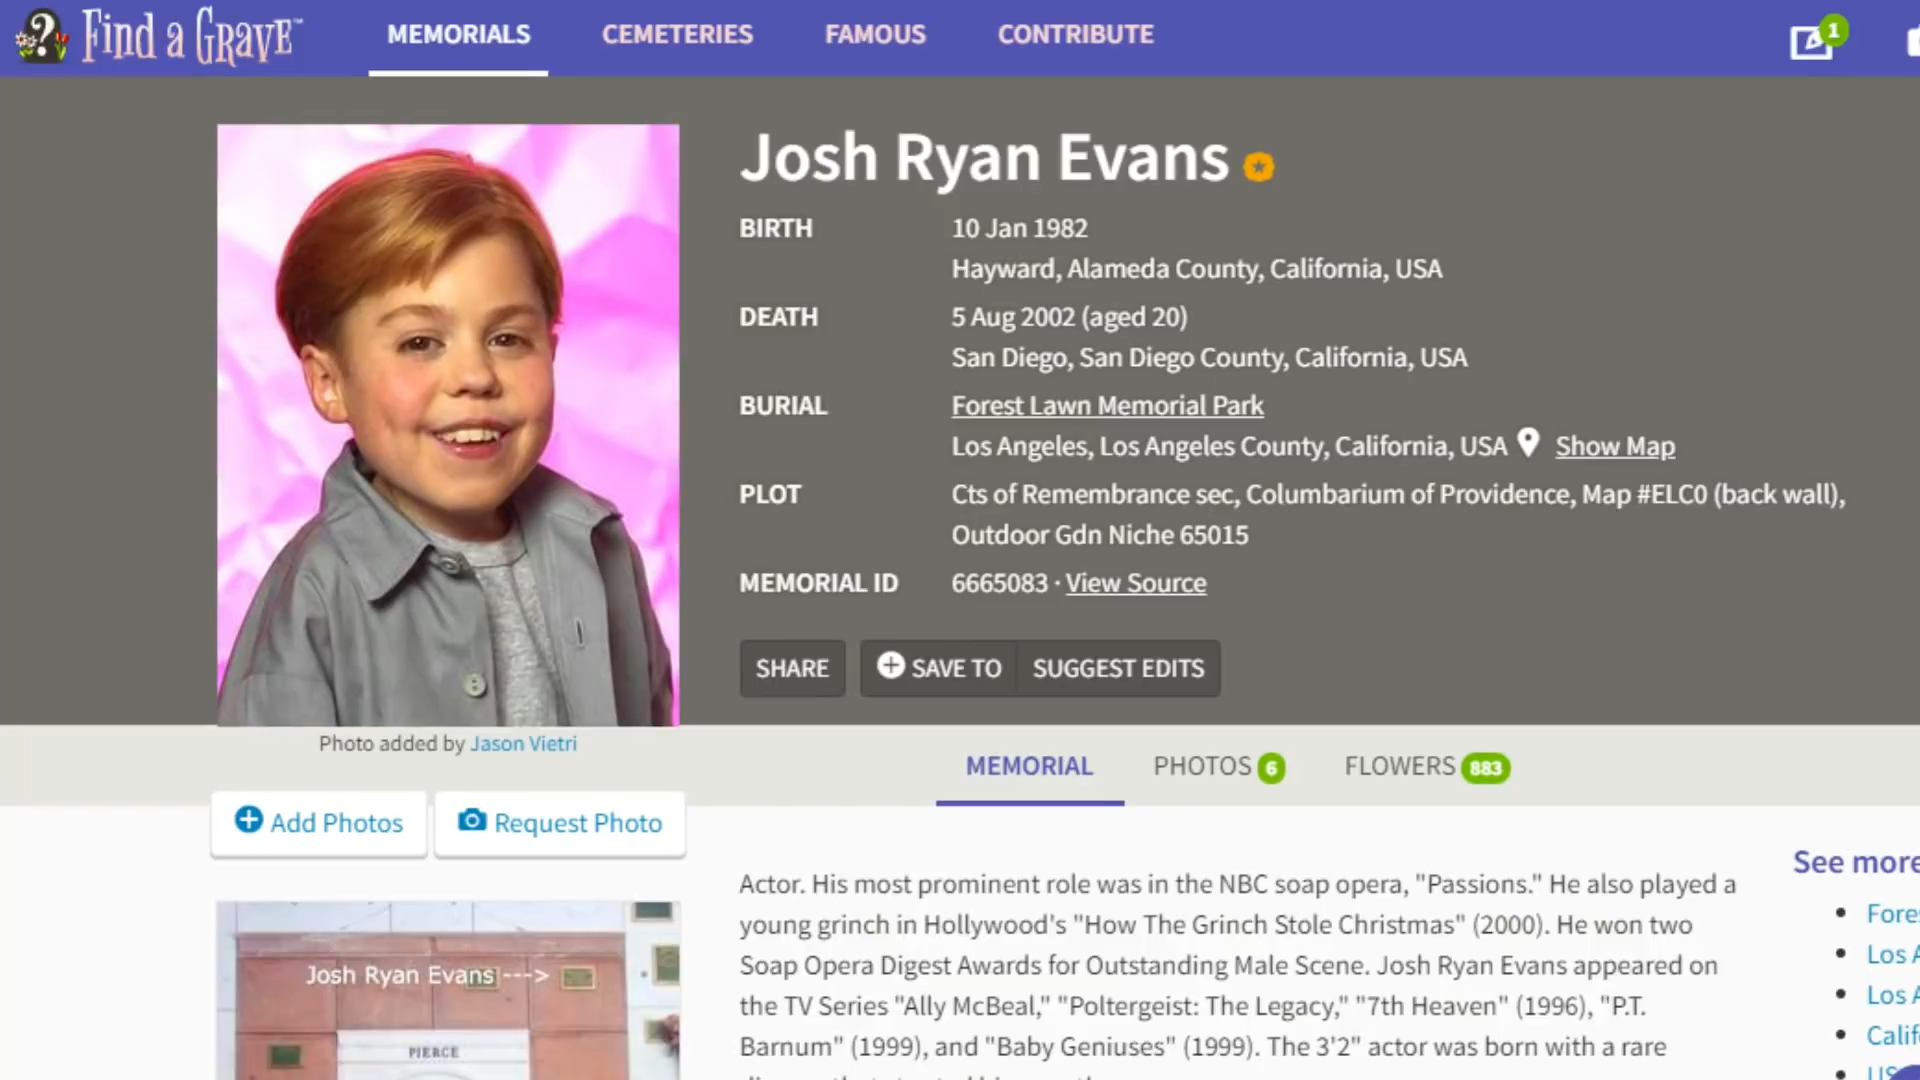 Find a Grave™
MEMORIALS
CEMETERIES
FAMOUS
CONTRIBUTE
1
Josh Ryan Evans
BIRTH
10 Jan 1982
Hayward, Alameda County, California, USA
DEATH
5 Aug 2002 (aged 20)
San Diego, San Diego County, California, USA
BURIAL
Forest Lawn Memorial Park
Los Angeles, Los Angeles County, California, USA Show Map
PLOT
Cts of Remembrance sec, Columbarium of Providence, Map #ELC0 (back wall),
Outdoor Gdn Niche 65015
MEMORIAL ID
6665083 · View Source
SHARE
SAVE TO
SUGGEST EDITS
Photo added by Jason Vietri
MEMORIAL
PHOTOS 6
FLOWERS 883
Add Photos
Request Photo
Actor. His most prominent role was in the NBC soap opera, "Passions." He also played a
young grinch in Hollywood's "How The Grinch Stole Christmas" (2000). He won two
Soap Opera Digest Awards for Outstanding Male Scene. Josh Ryan Evans appeared on
the TV Series "Ally McBeal," "Poltergeist: The Legacy," "7th Heaven" (1996), "P.T.
Barnum" (1999), and "Baby Geniuses" (1999). The 3'2" actor was born with a rare
See more
Fores
Los A
Los A
Calif
US
Josh Ryan Evans --->
PIERCE